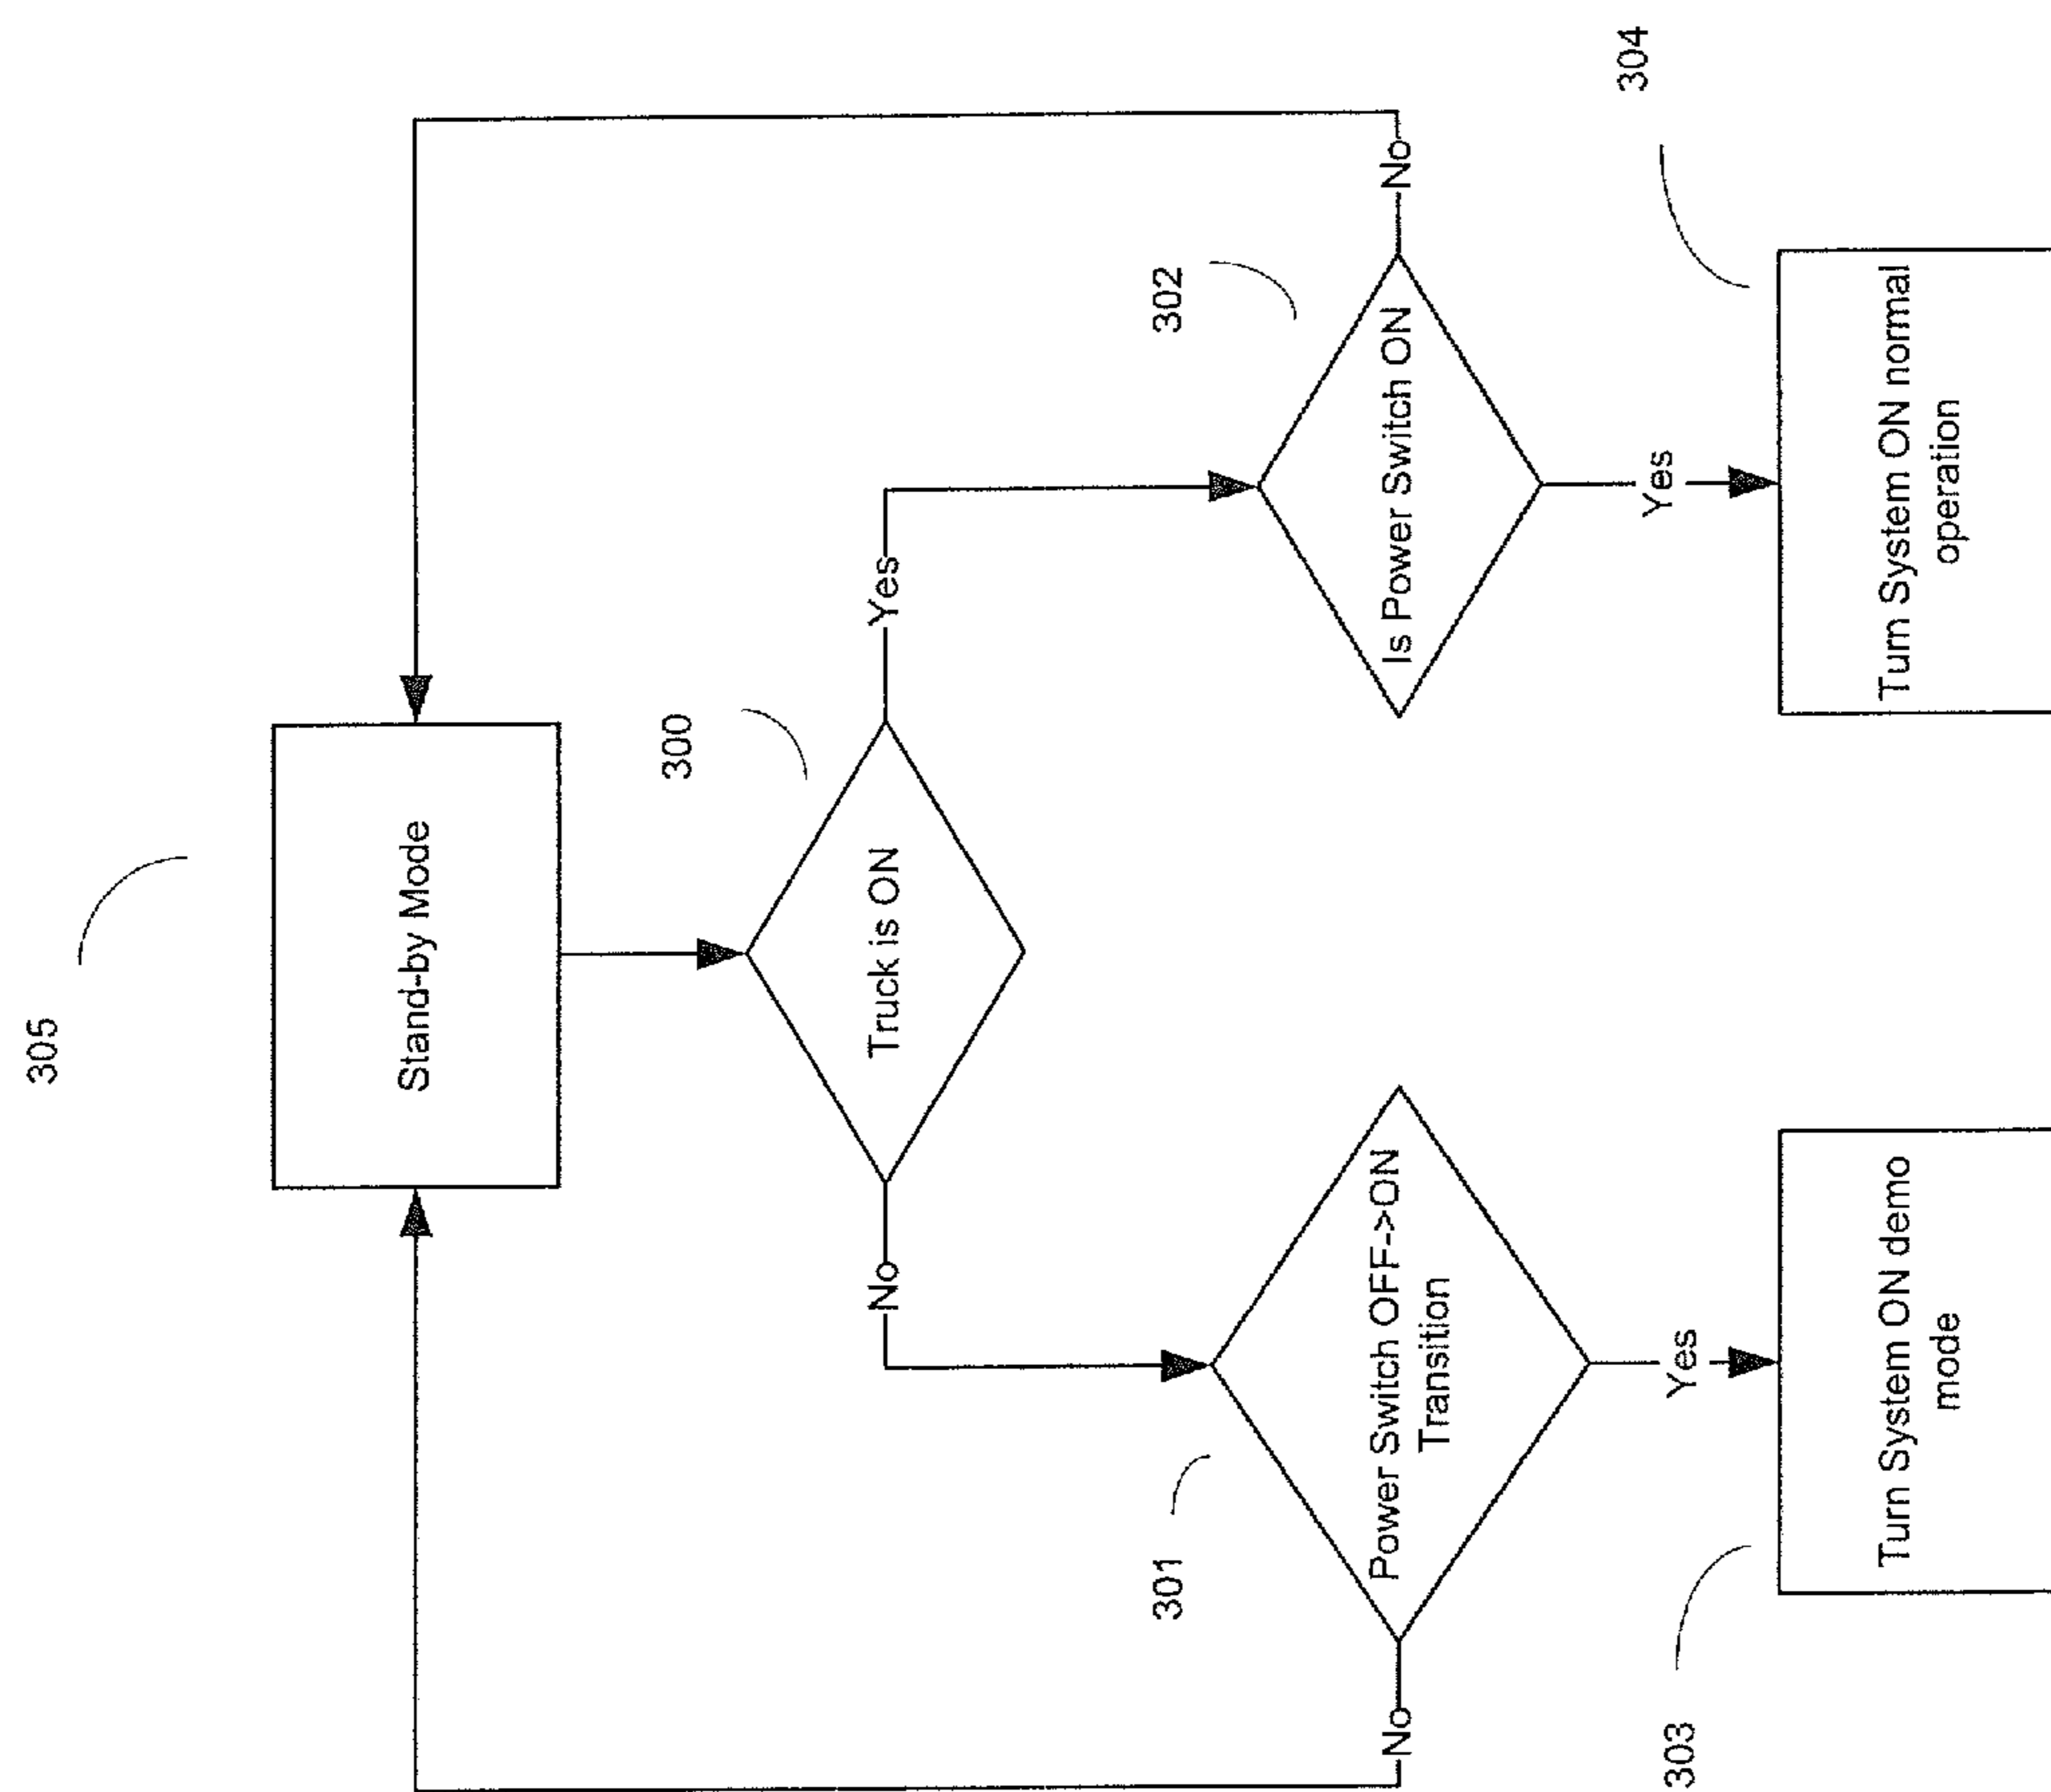 305
Stand-by Mode
300
Truck is ON
No
Yes
301
302
Power Switch OFF->ON
Transition
Is Power Switch ON
No
No
Yes
Yes
303
304
Turn System ON demo
mode
Turn System ON normal
operation